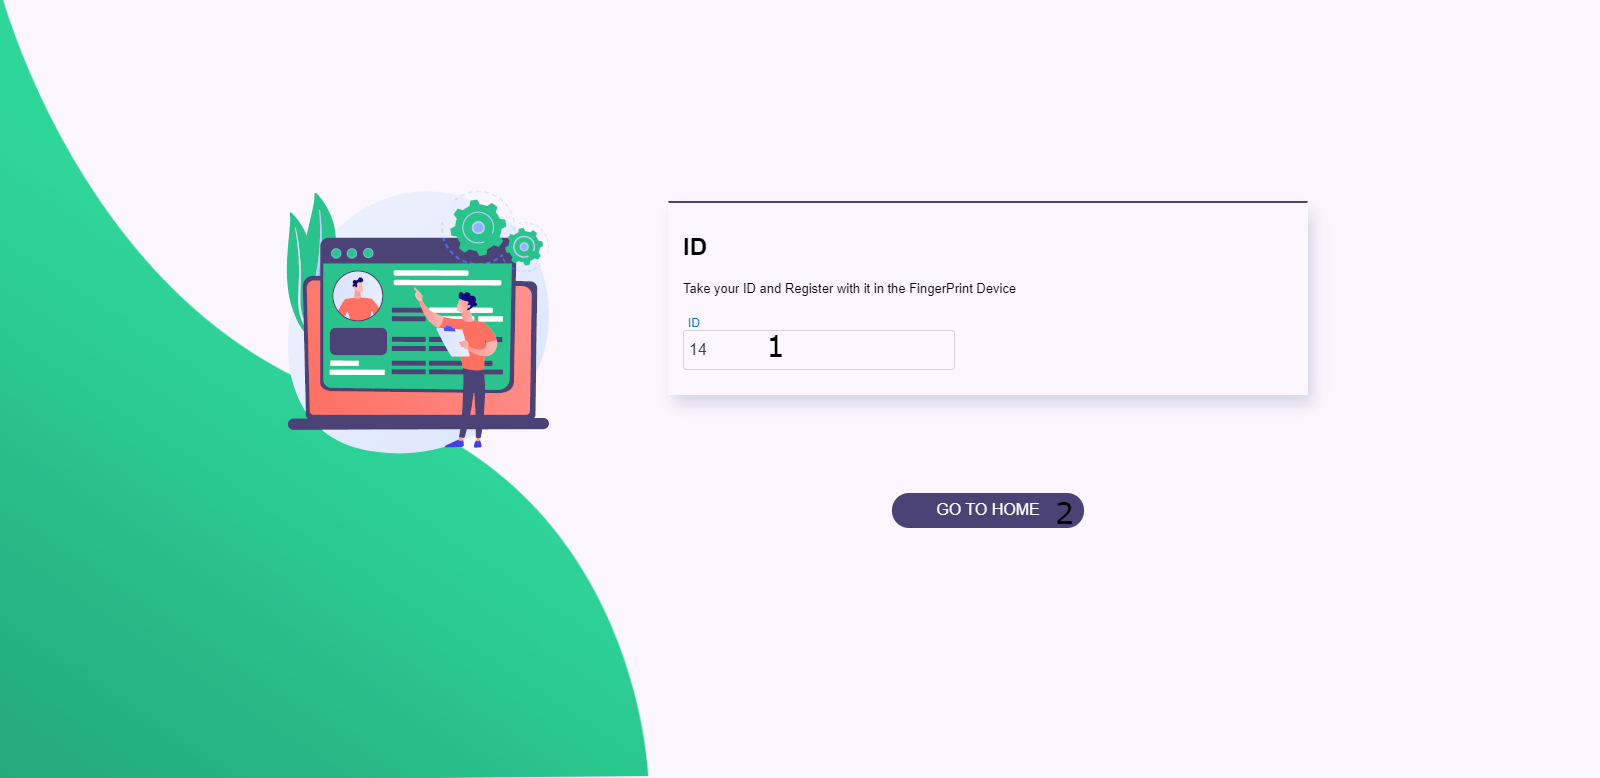 ID
Take your ID and Register with it in the FingerPrint Device
ID
14 1
GO TO HOME 2